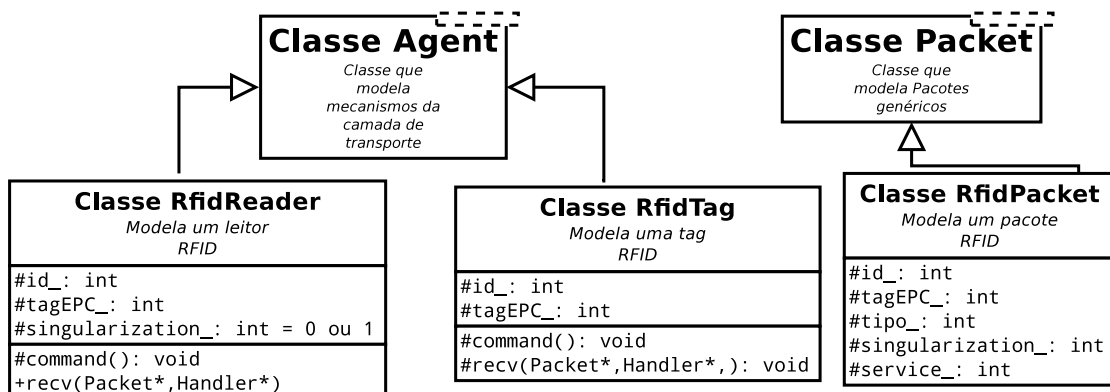 Classe Agent
Classe que
modela
mecanismos da
camada de
transporte
Classe Packet
Classe que
modela Pacotes
genéricos
Classe RfidReader
Modela um leitor
RFID
#id_: int
#tagEPC_: int
#singularization_: int = 0 ou 1
#command(): void
+recv(Packet*,Handler*)
Classe RfidTag
Modela uma tag
RFID
#id_: int
#tagEPC_: int
#command(): void
#recv(Packet*,Handler*,): void
Classe RfidPacket
Modela um pacote
RFID
#id_: int
#tagEPC_: int
#tipo_: int
#singularization_: int
#service_: int